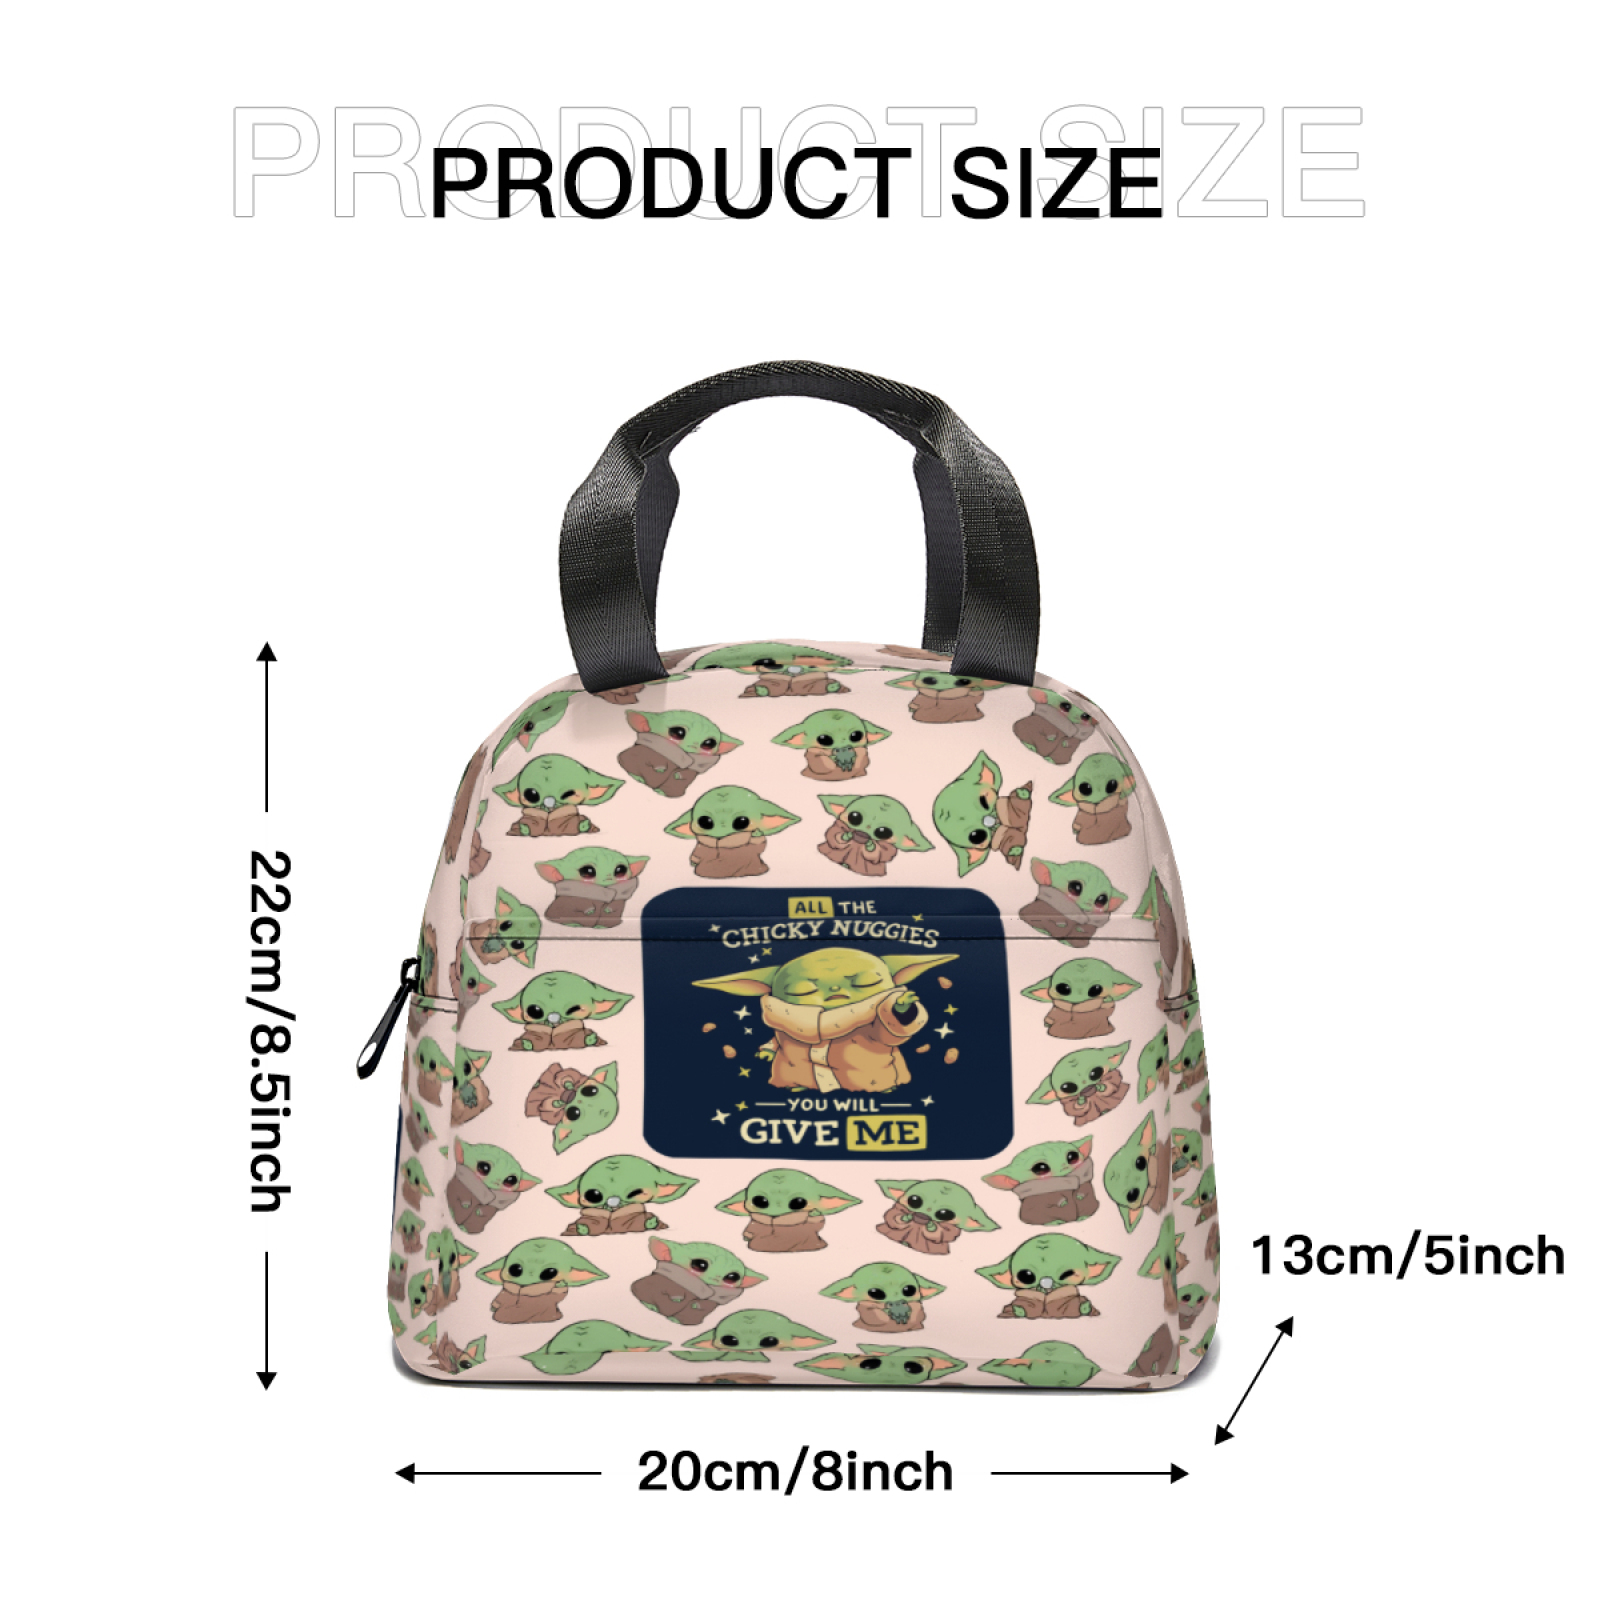 PRODUCT SIZE
PRODUCT SIZE
ALL THE
CHICKY NUGGIES
YOU WILL
GIVE ME
22cm/8.5inch
13cm/5inch
20cm/8inch